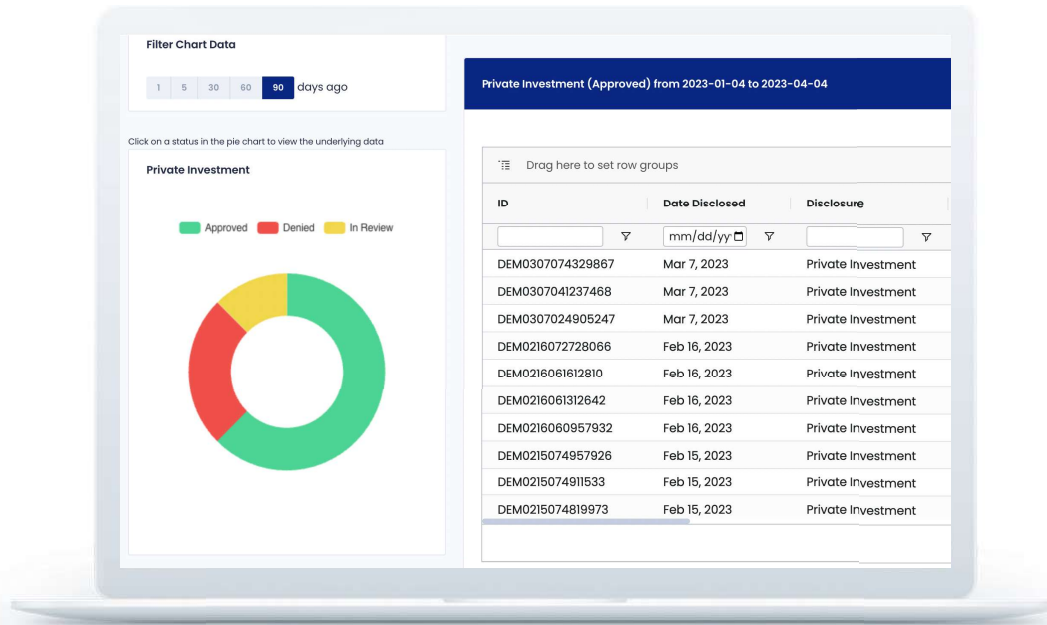 Filter Chart Data
1 5 30 60 90 days ago
Click on a status in the pie chart to view the underlying data
Private Investment
Approved Denied In Review
Private Investment (Approved) from 2023-01-04 to 2023-04-04
Drag here to set row groups
ID Date Disclosed Disclosure
mm/dd/yy
DEM0307074329867 Mar 7, 2023 Private Investment
DEM0307041237468 Mar 7, 2023 Private Investment
DEM0307024905247 Mar 7, 2023 Private Investment
DEM0216072728066 Feb 16, 2023 Private Investment
DEM0216061612810 Feb 16, 2023 Private Investment
DEM0216061312642 Feb 16, 2023 Private Investment
DEM0216060957932 Feb 16, 2023 Private Investment
DEM0215074957926 Feb 15, 2023 Private Investment
DEM0215074911533 Feb 15, 2023 Private Investment
DEM0215074819973 Feb 15, 2023 Private Investment